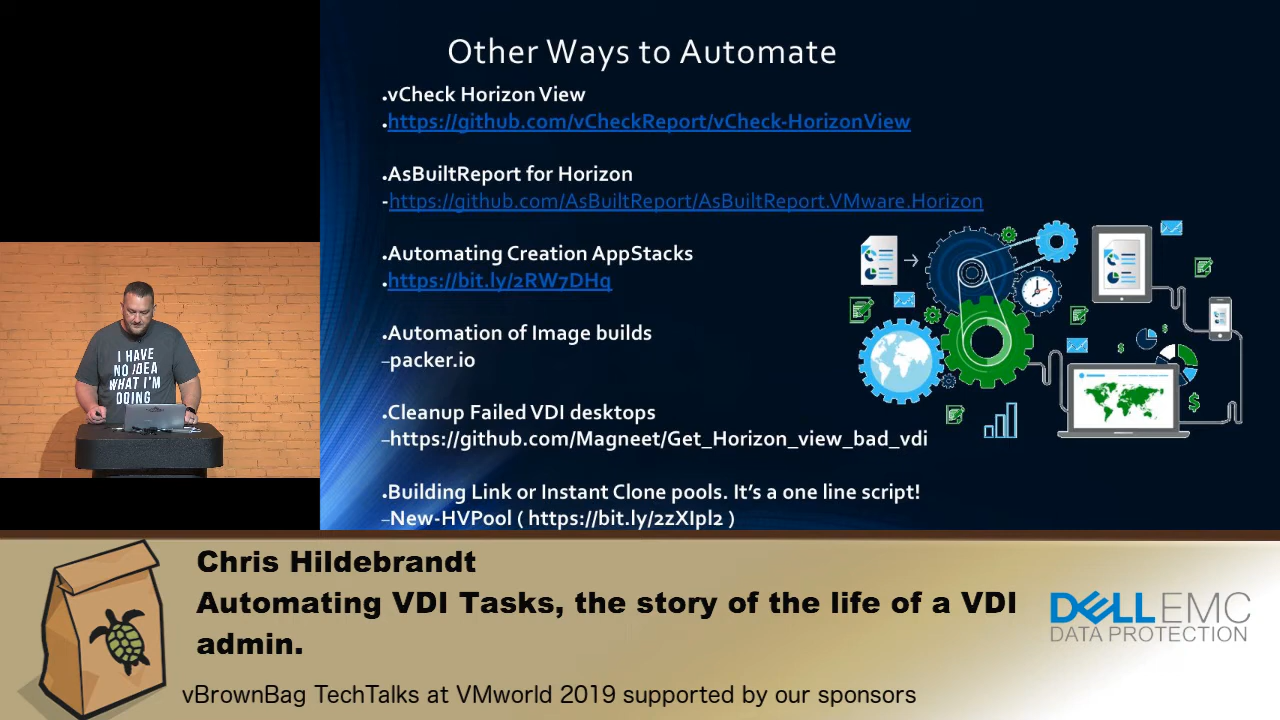 Other Ways to Automate
•vCheck Horizon View
•https://github.com/vCheckReport/vCheck-HorizonView
•AsBuiltReport for Horizon
-https://github.com/AsBuiltReport/AsBuiltReport.VMware.Horizon
•Automating Creation AppStacks
•https://bit.ly/2RW7DHq
•Automation of Image builds
–packer.io
•Cleanup Failed VDI desktops
–https://github.com/Magneet/Get_Horizon_view_bad_vdi
•Building Link or Instant Clone pools. It’s a one line script!
–New-HVPool ( https://bit.ly/2zXIpl2 )
I HAVE
NO IDEA
WHAT I'M
DOING
Chris Hildebrandt
Automating VDI Tasks, the story of the life of a VDI
admin.
vBrownBag TechTalks at VMworld 2019 supported by our sponsors
DELL EMC
DATA PROTECTION